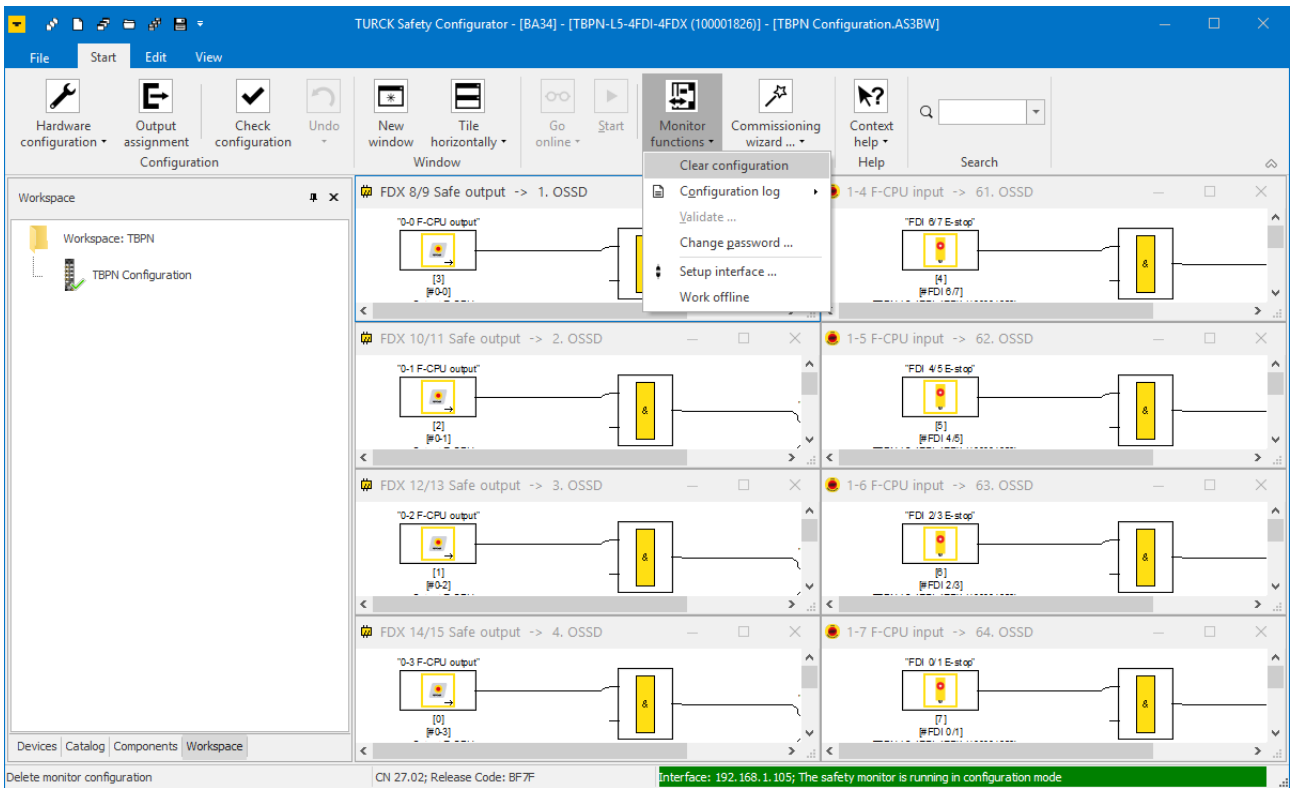 TURCK Safety Configurator - [BA34] - [TBPN-L5-4FDI-4FDX (100001826)] - [TBPN Configuration.AS3BW]
File Start Edit View
Hardware configuration
Output assignment
Check configuration
Undo
New window
Tile horizontally
Go online
Start
Monitor functions
Commissioning wizard ...
Context help
Configuration
Window
Help
Search
Clear configuration
Configuration log
Validate ...
Change password ...
Setup interface ...
Work offline
Workspace
Workspace: TBPN
TBPN Configuration
FDX 8/9 Safe output -> 1. OSSD
"0-0 F-CPU output"
[3]
[#0-0]
1-4 F-CPU input -> 61. OSSD
"FDI 6/7 E-stop"
&
[4]
[#FDI 6/7]
FDX 10/11 Safe output -> 2. OSSD
"0-1 F-CPU output"
&
[2]
[#0-1]
1-5 F-CPU input -> 62. OSSD
"FDI 4/5 E-stop"
&
[5]
[#FDI 4/5]
FDX 12/13 Safe output -> 3. OSSD
"0-2 F-CPU output"
&
[1]
[#0-2]
1-6 F-CPU input -> 63. OSSD
"FDI 2/3 E-stop"
&
[6]
[#FDI 2/3]
FDX 14/15 Safe output -> 4. OSSD
"0-3 F-CPU output"
&
[0]
[#0-3]
1-7 F-CPU input -> 64. OSSD
"FDI 0/1 E-stop"
&
[7]
[#FDI 0/1]
Devices Catalog Components Workspace
Delete monitor configuration
CN 27.02; Release Code: BF7F
Interface: 192.168.1.105; The safety monitor is running in configuration mode